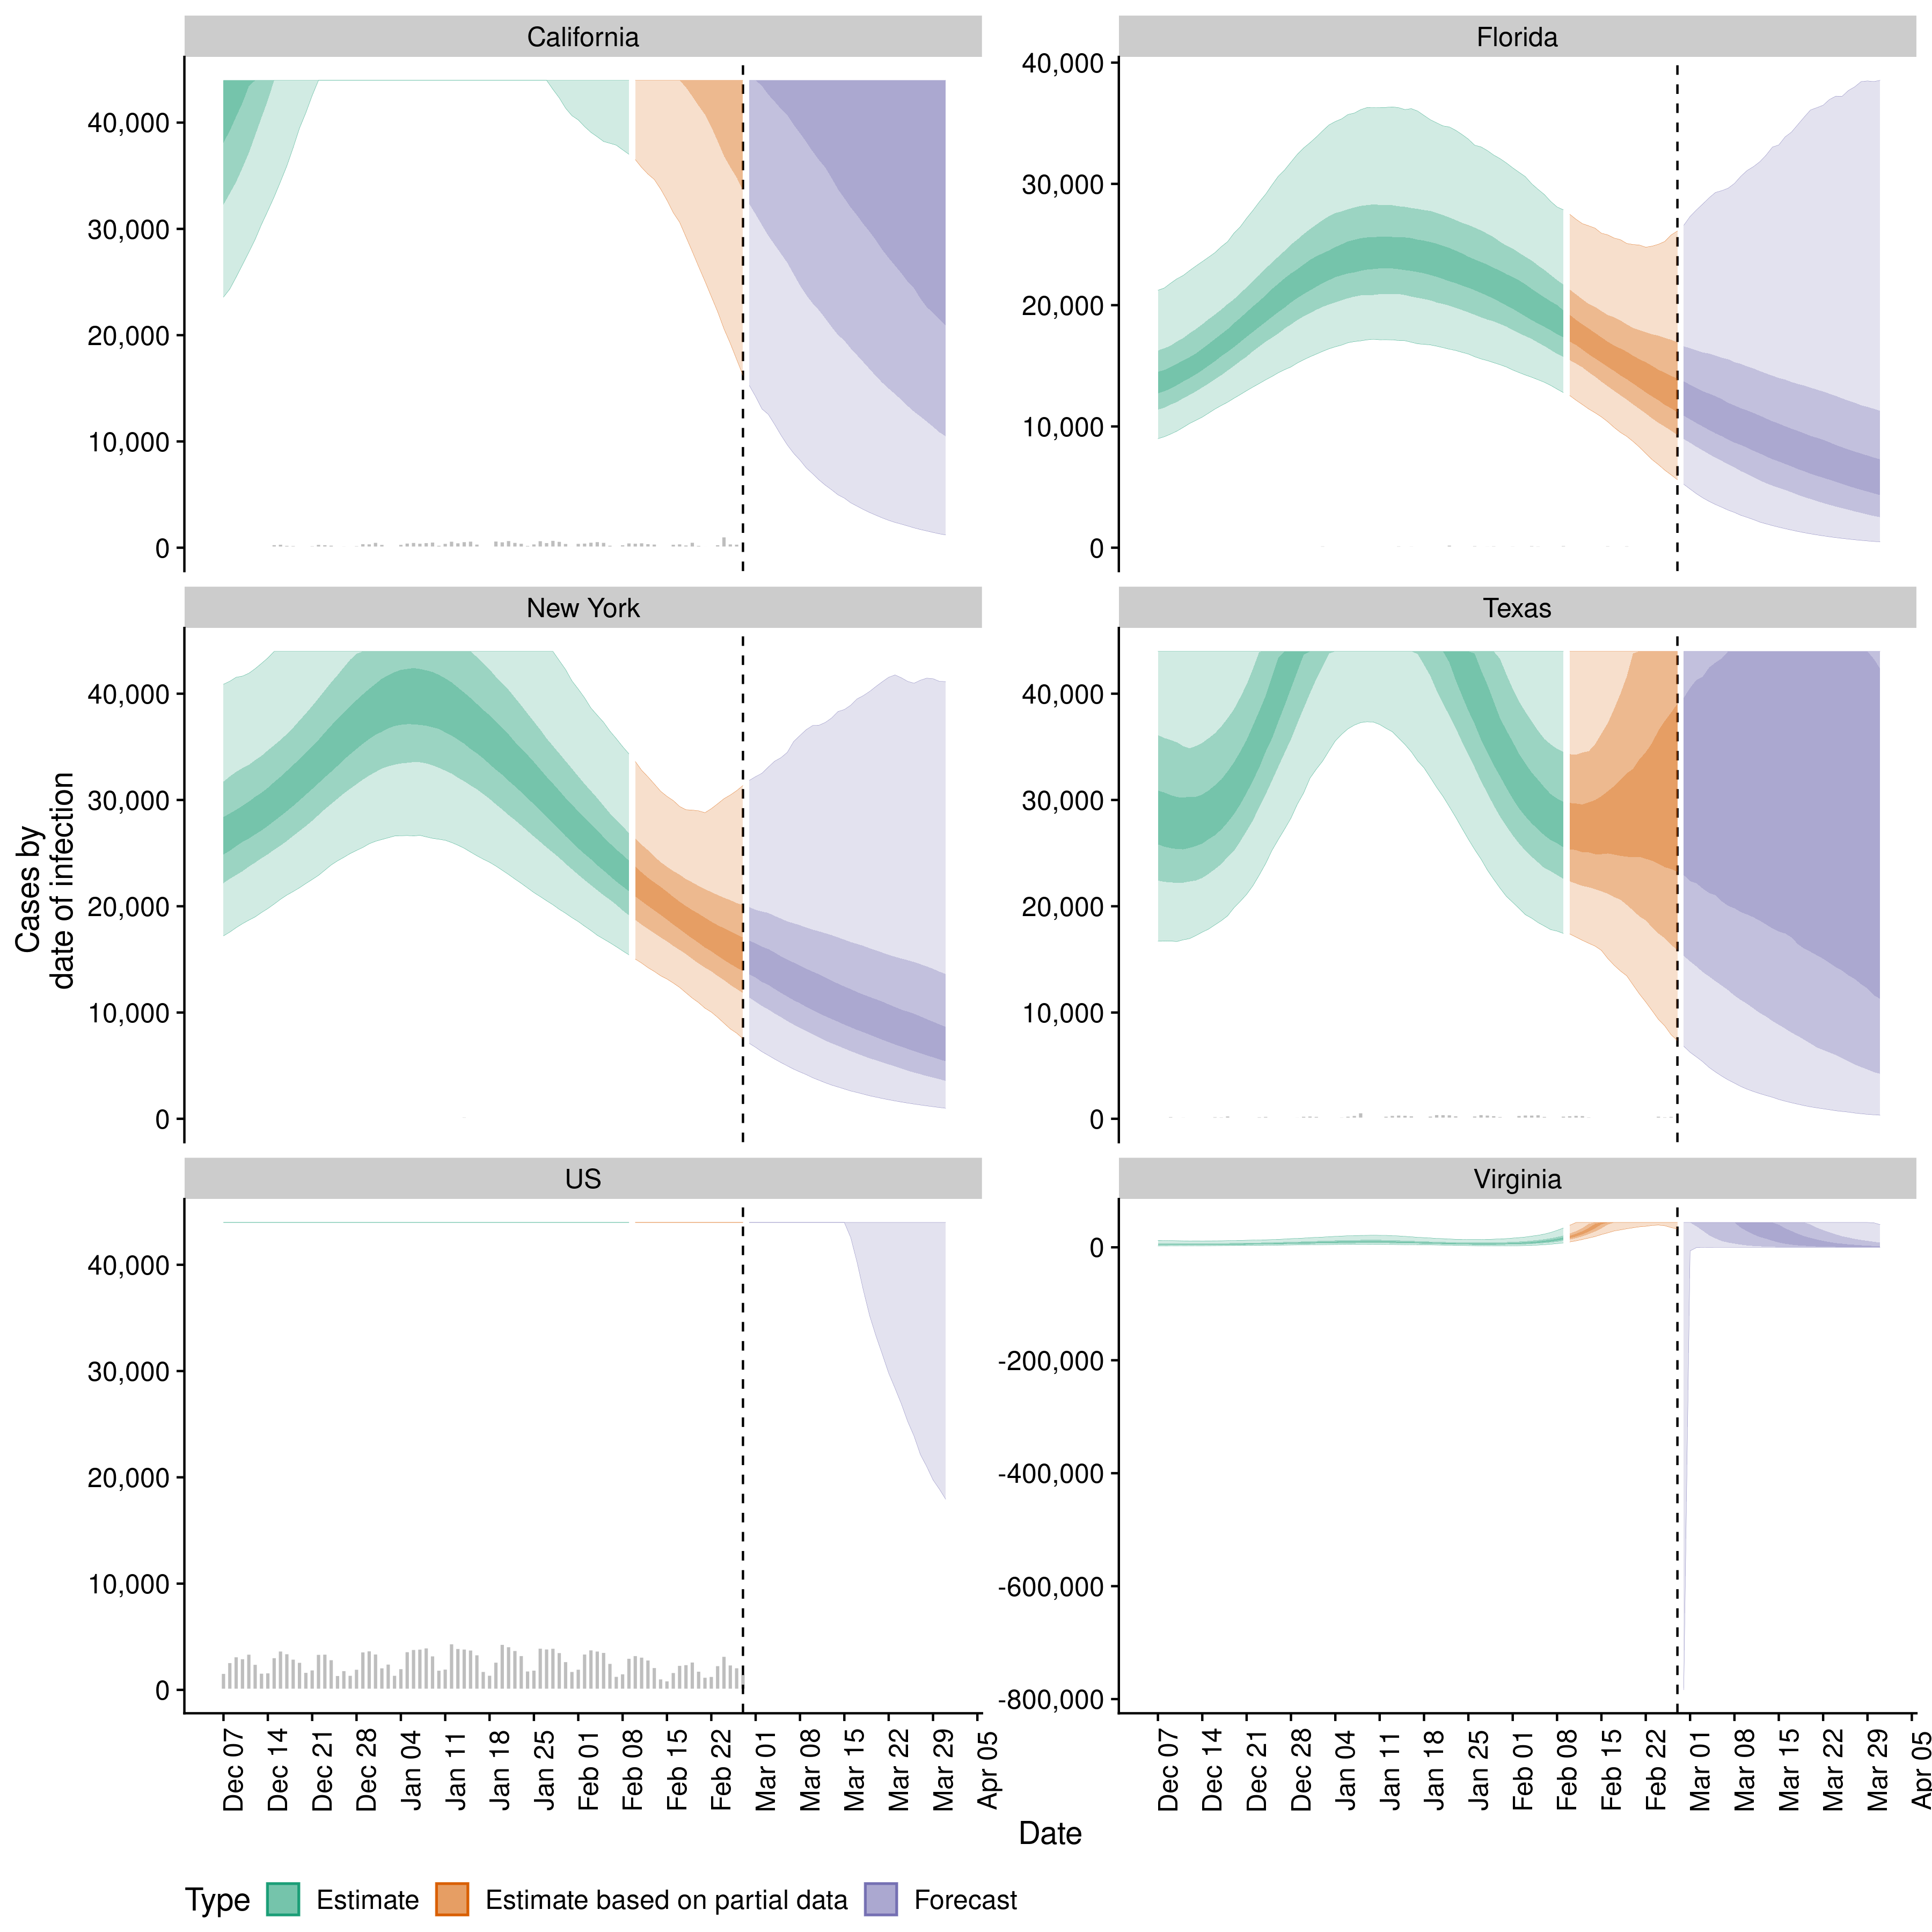 California
Florida
40,000
30,000
20,000
10,000
0
40,000
30,000
20,000
10,000
0
New York
Texas
40,000
30,000
20,000
10,000
0
40,000
30,000
20,000
10,000
0
US
Virginia
40,000
30,000
20,000
10,000
0
0
-200,000
-400,000
-600,000
-800,000
Cases by
date of infection
Dec 07
Dec 14
Dec 21
Dec 28
Jan 04
Jan 11
Jan 18
Jan 25
Feb 01
Feb 08
Feb 15
Feb 22
Mar 01
Mar 08
Mar 15
Mar 22
Mar 29
Apr 05
Dec 07
Dec 14
Dec 21
Dec 28
Jan 04
Jan 11
Jan 18
Jan 25
Feb 01
Feb 08
Feb 15
Feb 22
Mar 01
Mar 08
Mar 15
Mar 22
Mar 29
Apr 05
Date
Type Estimate Estimate based on partial data Forecast